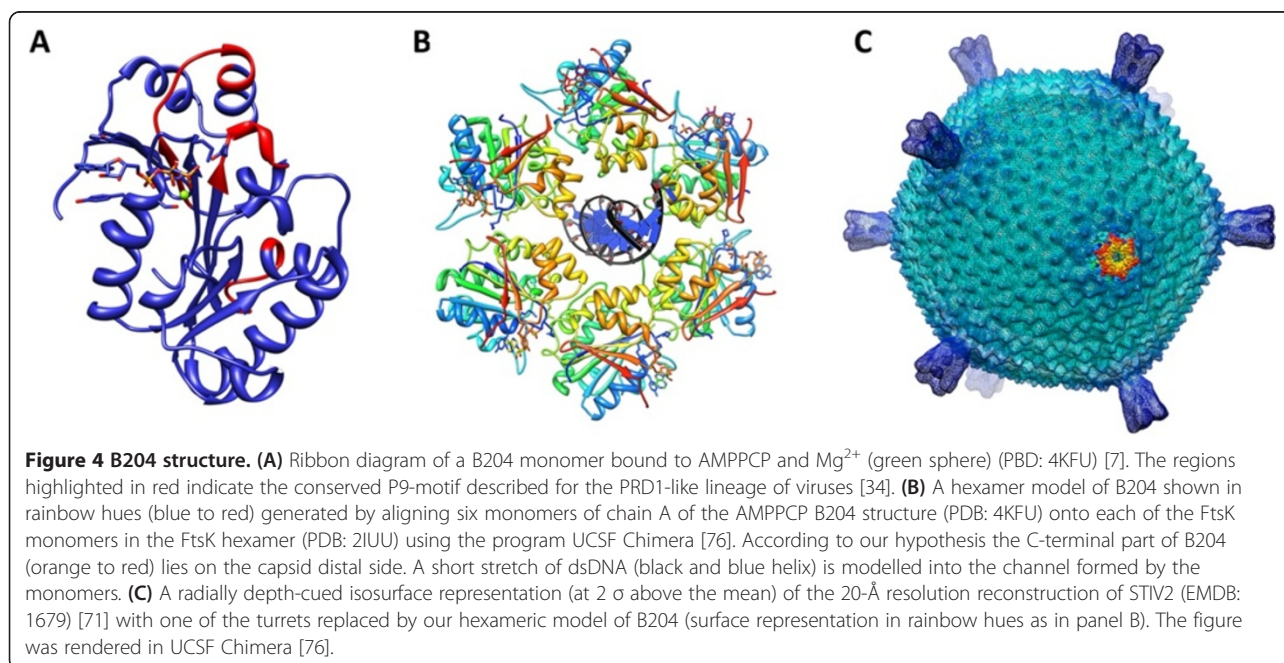 A
B
C
Figure 4 B204 structure. (A) Ribbon diagram of a B204 monomer bound to AMPPCP and Mg²⁺ (green sphere) (PBD: 4KFU) [7]. The regions
highlighted in red indicate the conserved P9-motif described for the PRD1-like lineage of viruses [34]. (B) A hexamer model of B204 shown in
rainbow hues (blue to red) generated by aligning six monomers of chain A of the AMPPCP B204 structure (PDB: 4KFU) onto each of the FtsK
monomers in the FtsK hexamer (PDB: 2IUU) using the program UCSF Chimera [76]. According to our hypothesis the C-terminal part of B204
(orange to red) lies on the capsid distal side. A short stretch of dsDNA (black and blue helix) is modelled into the channel formed by the
monomers. (C) A radially depth-cued isosurface representation (at 2 σ above the mean) of the 20-Å resolution reconstruction of STIV2 (EMDB:
1679) [71] with one of the turrets replaced by our hexameric model of B204 (surface representation in rainbow hues as in panel B). The figure
was rendered in UCSF Chimera [76].